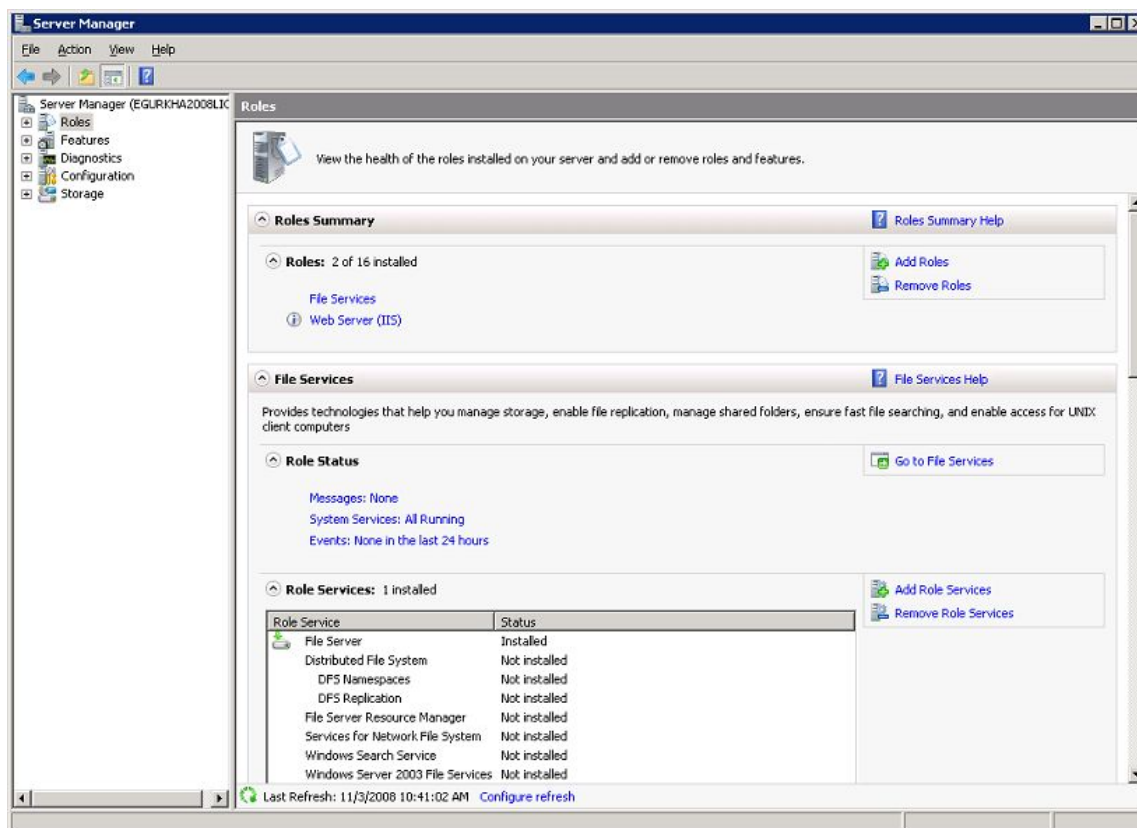 Server Manager
File Action View Help
Server Manager (EGURKHA2008LIC
Roles
Features
Diagnostics
Configuration
Storage
Roles
View the health of the roles installed on your server and add or remove roles and features.
Roles Summary
Roles Summary Help
Roles: 2 of 16 installed
Add Roles
Remove Roles
File Services
Web Server (IIS)
File Services
File Services Help
Provides technologies that help you manage storage, enable file replication, manage shared folders, ensure fast file searching, and enable access for UNIX
client computers
Role Status
Go to File Services
Messages: None
System Services: All Running
Events: None in the last 24 hours
Role Services: 1 installed
Add Role Services
Remove Role Services
Role Service Status
File Server Installed
Distributed File System Not installed
DFS Namespaces Not installed
DFS Replication Not installed
File Server Resource Manager Not installed
Services for Network File System Not installed
Windows Search Service Not installed
Windows Server 2003 File Services Not installed
Last Refresh: 11/3/2008 10:41:02 AM Configure refresh